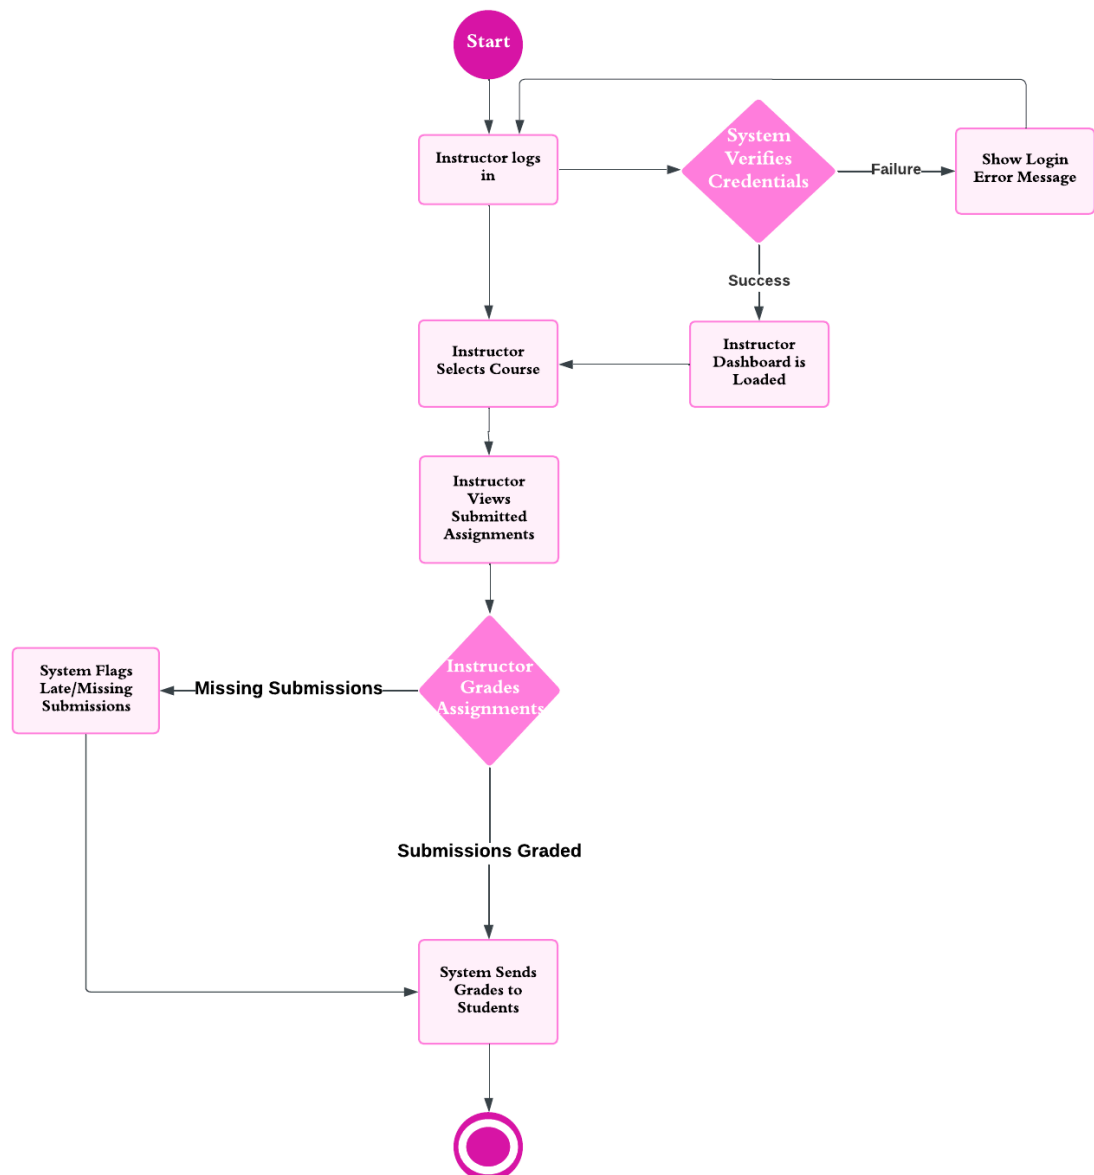 Start
Instructor logs
in
System
Verifies
Credentials
Failure
Show Login
Error Message
Success
Instructor
Selects Course
Instructor
Dashboard is
Loaded
Instructor
Views
Submitted
Assignments
System Flags
Late/Missing
Submissions
Missing Submissions
Instructor
Grades
Assignments
Submissions Graded
System Sends
Grades to
Students